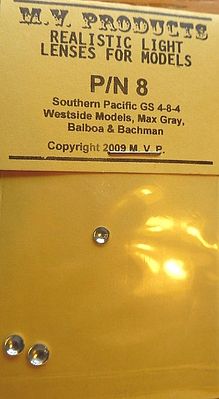 M.V. PRODUCTS
REALISTIC LIGHT
LENSES FOR MODELS
P/N 8
Southern Pacific GS 4-8-4
Westside Models, Max Gray,
Balboa & Bachman
Copyright 2009 M. V. P.